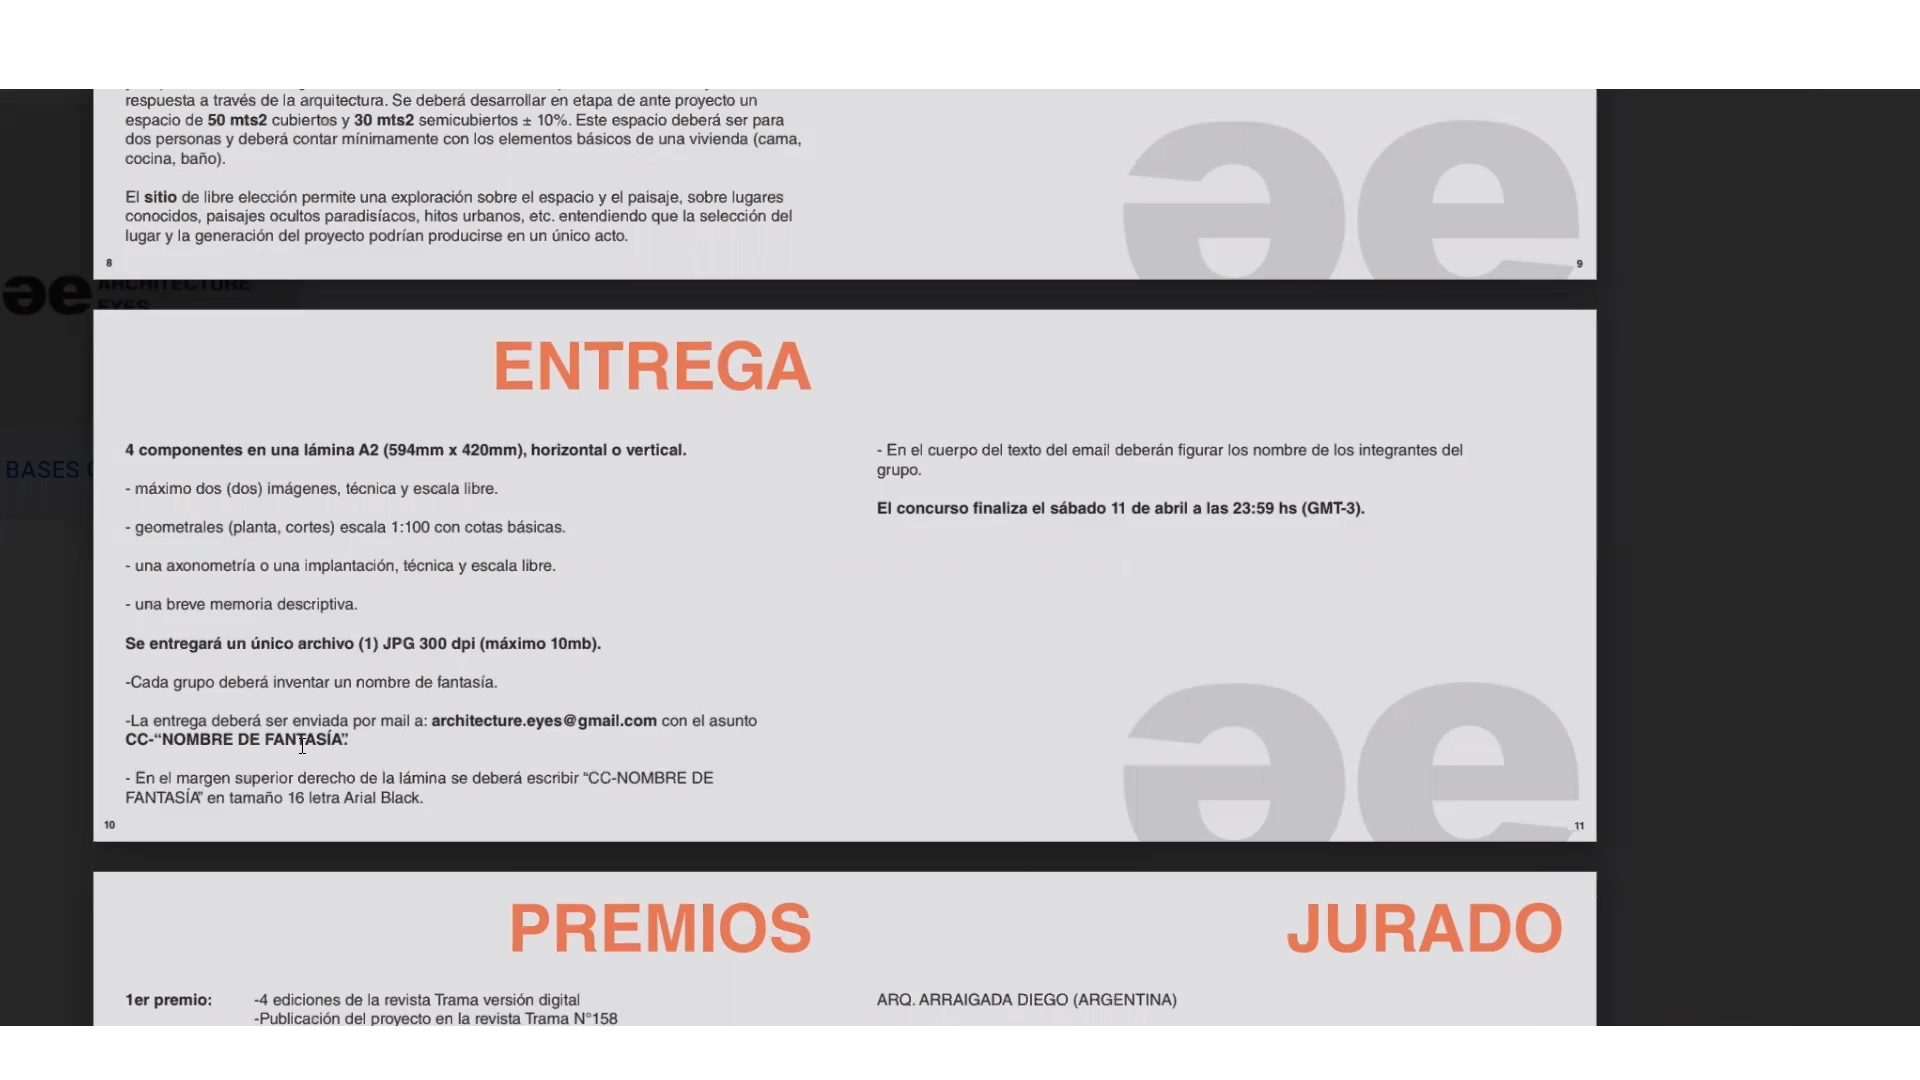 respuesta a través de la arquitectura. Se deberá desarrollar en etapa de ante proyecto un
espacio de 50 mts2 cubiertos y 30 mts2 semicubiertos ± 10%. Este espacio deberá ser para
dos personas y deberá contar mínimamente con los elementos básicos de una vivienda (cama,
cocina, baño).
El sitio de libre elección permite una exploración sobre el espacio y el paisaje, sobre lugares
conocidos, paisajes ocultos paradisíacos, hitos urbanos, etc. entendiendo que la selección del
lugar y la generación del proyecto podrían producirse en un único acto.
8
ǝe
9
ǝe
ARCHITECTURE
EYES
BASES
ENTREGA
4 componentes en una lámina A2 (594mm x 420mm), horizontal o vertical.
- máximo dos (dos) imágenes, técnica y escala libre.
- geometrales (planta, cortes) escala 1:100 con cotas básicas.
- una axonometría o una implantación, técnica y escala libre.
- una breve memoria descriptiva.
Se entregará un único archivo (1) JPG 300 dpi (máximo 10mb).
-Cada grupo deberá inventar un nombre de fantasía.
-La entrega deberá ser enviada por mail a: architecture.eyes@gmail.com con el asunto
CC-“NOMBRE DE FANTASÍA”.
- En el margen superior derecho de la lámina se deberá escribir “CC-NOMBRE DE
FANTASÍA” en tamaño 16 letra Arial Black.
10
- En el cuerpo del texto del email deberán figurar los nombre de los integrantes del
grupo.
El concurso finaliza el sábado 11 de abril a las 23:59 hs (GMT-3).
ǝe
11
PREMIOS
1er premio:
-4 ediciones de la revista Trama versión digital
-Publicación del proyecto en la revista Trama N°158
JURADO
ARQ. ARRAIGADA DIEGO (ARGENTINA)